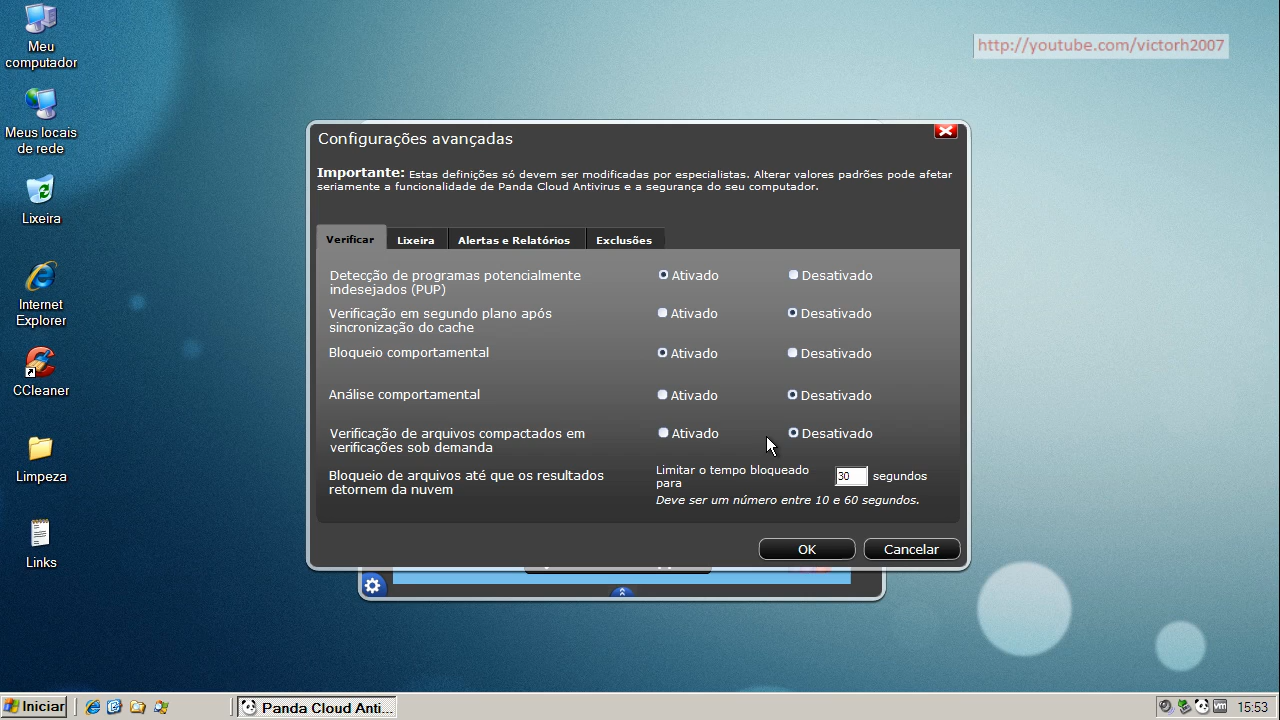 Meu
computador
Meus locais
de rede
Lixeira
Internet
Explorer
CCleaner
Limpeza
Links
http://youtube.com/victorh2007
Configurações avançadas
Importante: Estas definições só devem ser modificadas por especialistas. Alterar valores padrões pode afetar
seriamente a funcionalidade de Panda Cloud Antivirus e a segurança do seu computador.
Verificar Lixeira Alertas e Relatórios Exclusões
Detecção de programas potencialmente
indesejados (PUP)
Ativado Desativado
Verificação em segundo plano após
sincronização do cache
Ativado Desativado
Bloqueio comportamental
Ativado Desativado
Análise comportamental
Ativado Desativado
Verificação de arquivos compactados em
verificações sob demanda
Ativado Desativado
Bloqueio de arquivos até que os resultados
retornem da nuvem
Limitar o tempo bloqueado
para
30 segundos
Deve ser um número entre 10 e 60 segundos.
OK Cancelar
Iniciar
Panda Cloud Anti...
vm
15:53